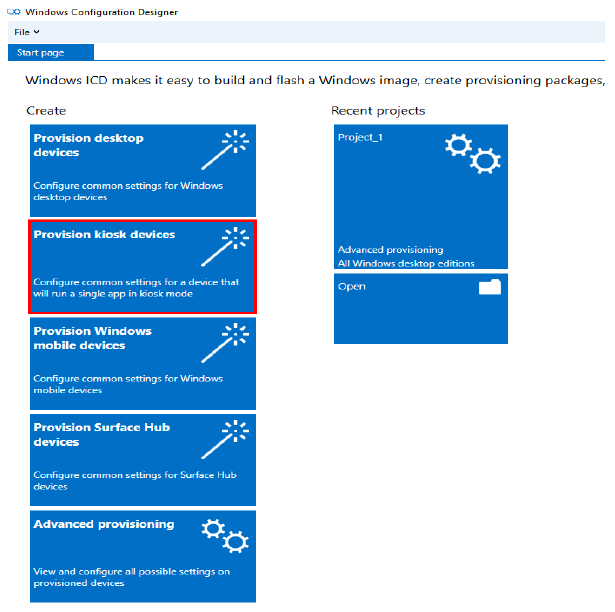 Windows Configuration Designer
File
Start page
Windows ICD makes it easy to build and flash a Windows image, create provisioning packages,
Create
Provision desktop
devices
Configure common settings for Windows
desktop devices
Provision kiosk devices
Configure common settings for a device that
will run a single app in kiosk mode
Provision Windows
mobile devices
Configure common settings for Windows
mobile devices
Provision Surface Hub
devices
Configure common settings for Surface Hub
devices
Advanced provisioning
View and configure all possible settings on
provisioned devices
Recent projects
Project_1
Advanced provisioning
All Windows desktop editions
Open